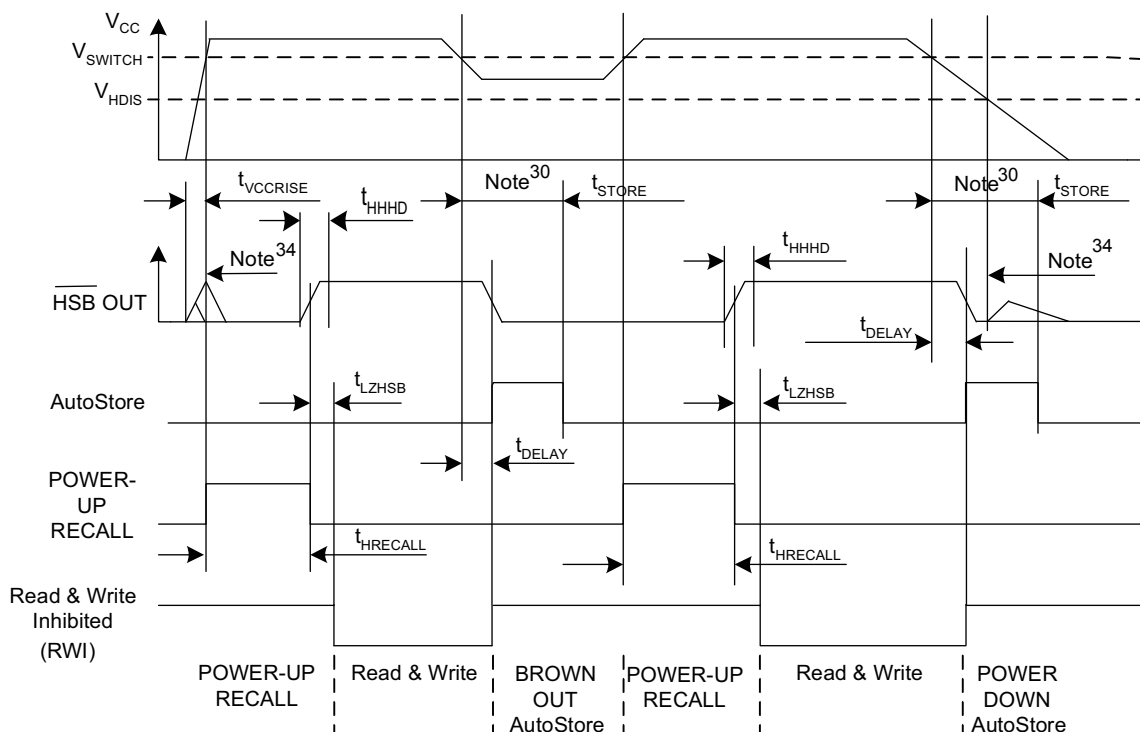 VCC
VSWITCH
VHDIS
tVCCRISE
tHHHD
Note30
tSTORE
Note30
tSTORE
Note34
tHHHD
Note34
HSB OUT
tDELAY
tLZHSB
tLZHSB
AutoStore
tDELAY
POWER-
UP
RECALL
tHRECALL
tHRECALL
Read & Write
Inhibited
(RWI)
POWER-UP
RECALL
Read & Write
BROWN
OUT
AutoStore
POWER-UP
RECALL
Read & Write
POWER
DOWN
AutoStore